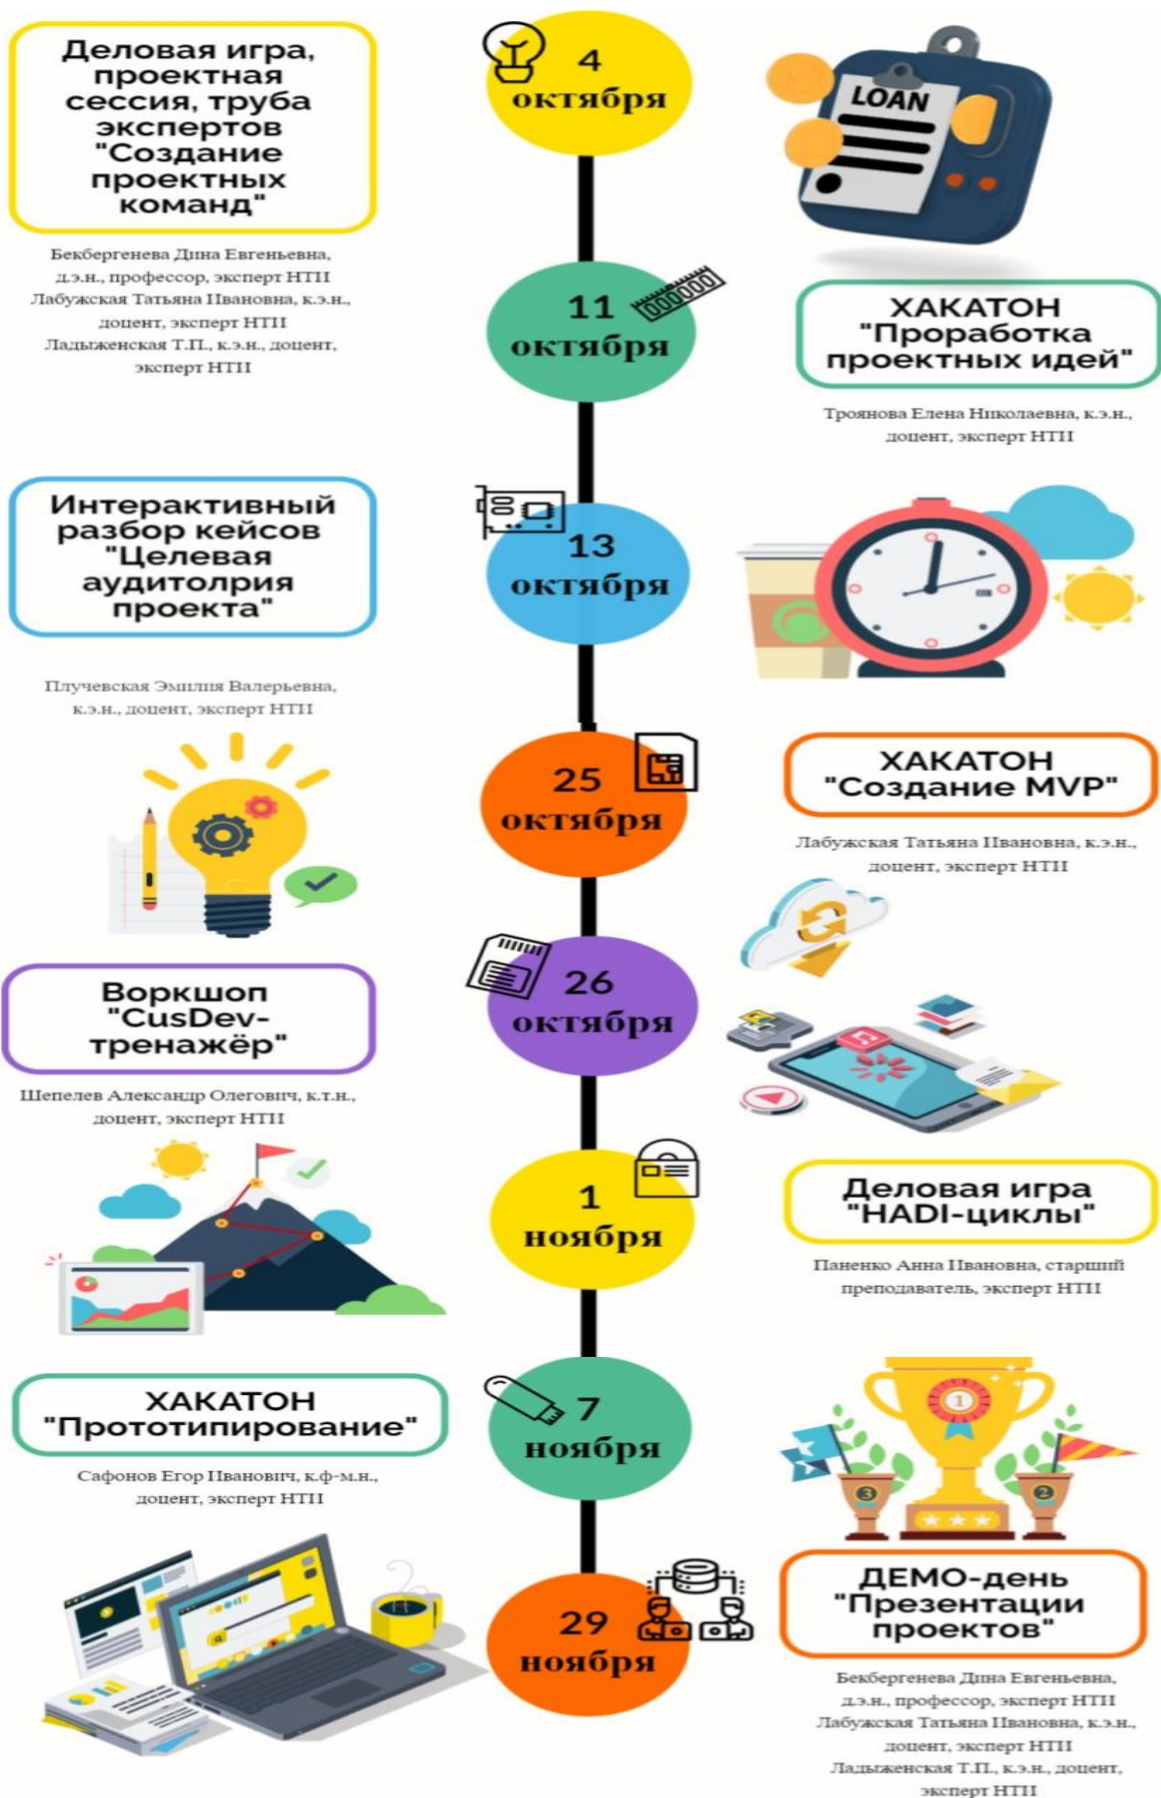 Деловая игра,
проектная
сессия, труба
экспертов
"Создание
проектных
команд"
Бекбергенева Дина Евгеньевна,
д.э.н., профессор, эксперт НТИ
Лабужская Татьяна Ивановна, к.э.н.,
доцент, эксперт НТИ
Ладыженская Т.П., к.э.н., доцент,
эксперт НТИ
4
октября
LOAN
11
октября
ХАКАТОН
"Проработка
проектных идей"
Троянова Елена Николаевна, к.э.н.,
доцент, эксперт НТИ
Интерактивный
разбор кейсов
"Целевая
аудитолрия
проекта"
Плучевская Эмилия Валерьевна,
к.э.н., доцент, эксперт НТИ
13
октября
25
октября
ХАКАТОН
"Создание MVP"
Лабужская Татьяна Ивановна, к.э.н.,
доцент, эксперт НТИ
Воркшоп
"CusDev-
тренажёр"
Шепелев Александр Олегович, к.т.н.,
доцент, эксперт НТИ
26
октября
1
ноября
Деловая игра
"HADI-циклы"
Паненко Анна Ивановна, старший
преподаватель, эксперт НТИ
ХАКАТОН
"Прототипирование"
Сафонов Егор Иванович, к.ф-м.н.,
доцент, эксперт НТИ
7
ноября
1
3
2
29
ноября
ДЕМО-день
"Презентации
проектов"
Бекбергенева Дина Евгеньевна,
д.э.н., профессор, эксперт НТИ
Лабужская Татьяна Ивановна, к.э.н.,
доцент, эксперт НТИ
Ладыженская Т.П., к.э.н., доцент,
эксперт НТИ